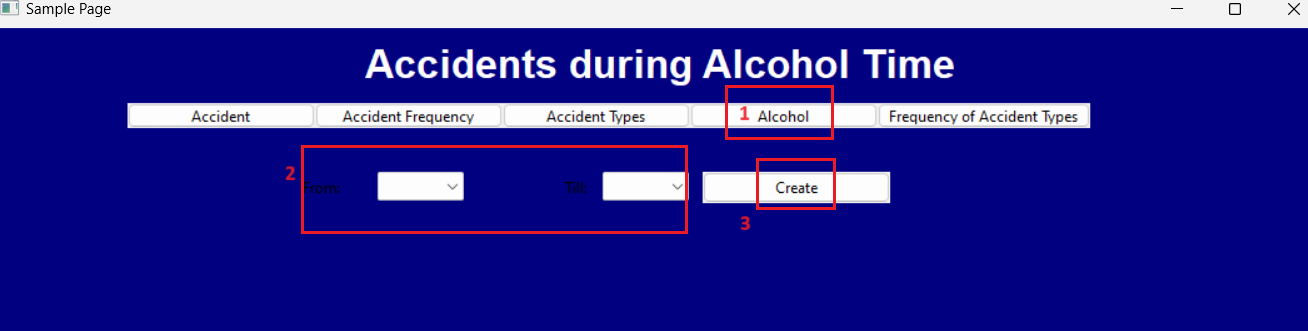 Sample Page
Accidents during Alcohol Time
Accident Accident Frequency Accident Types 1 Alcohol Frequency of Accident Types
2 From: Till: Create
3